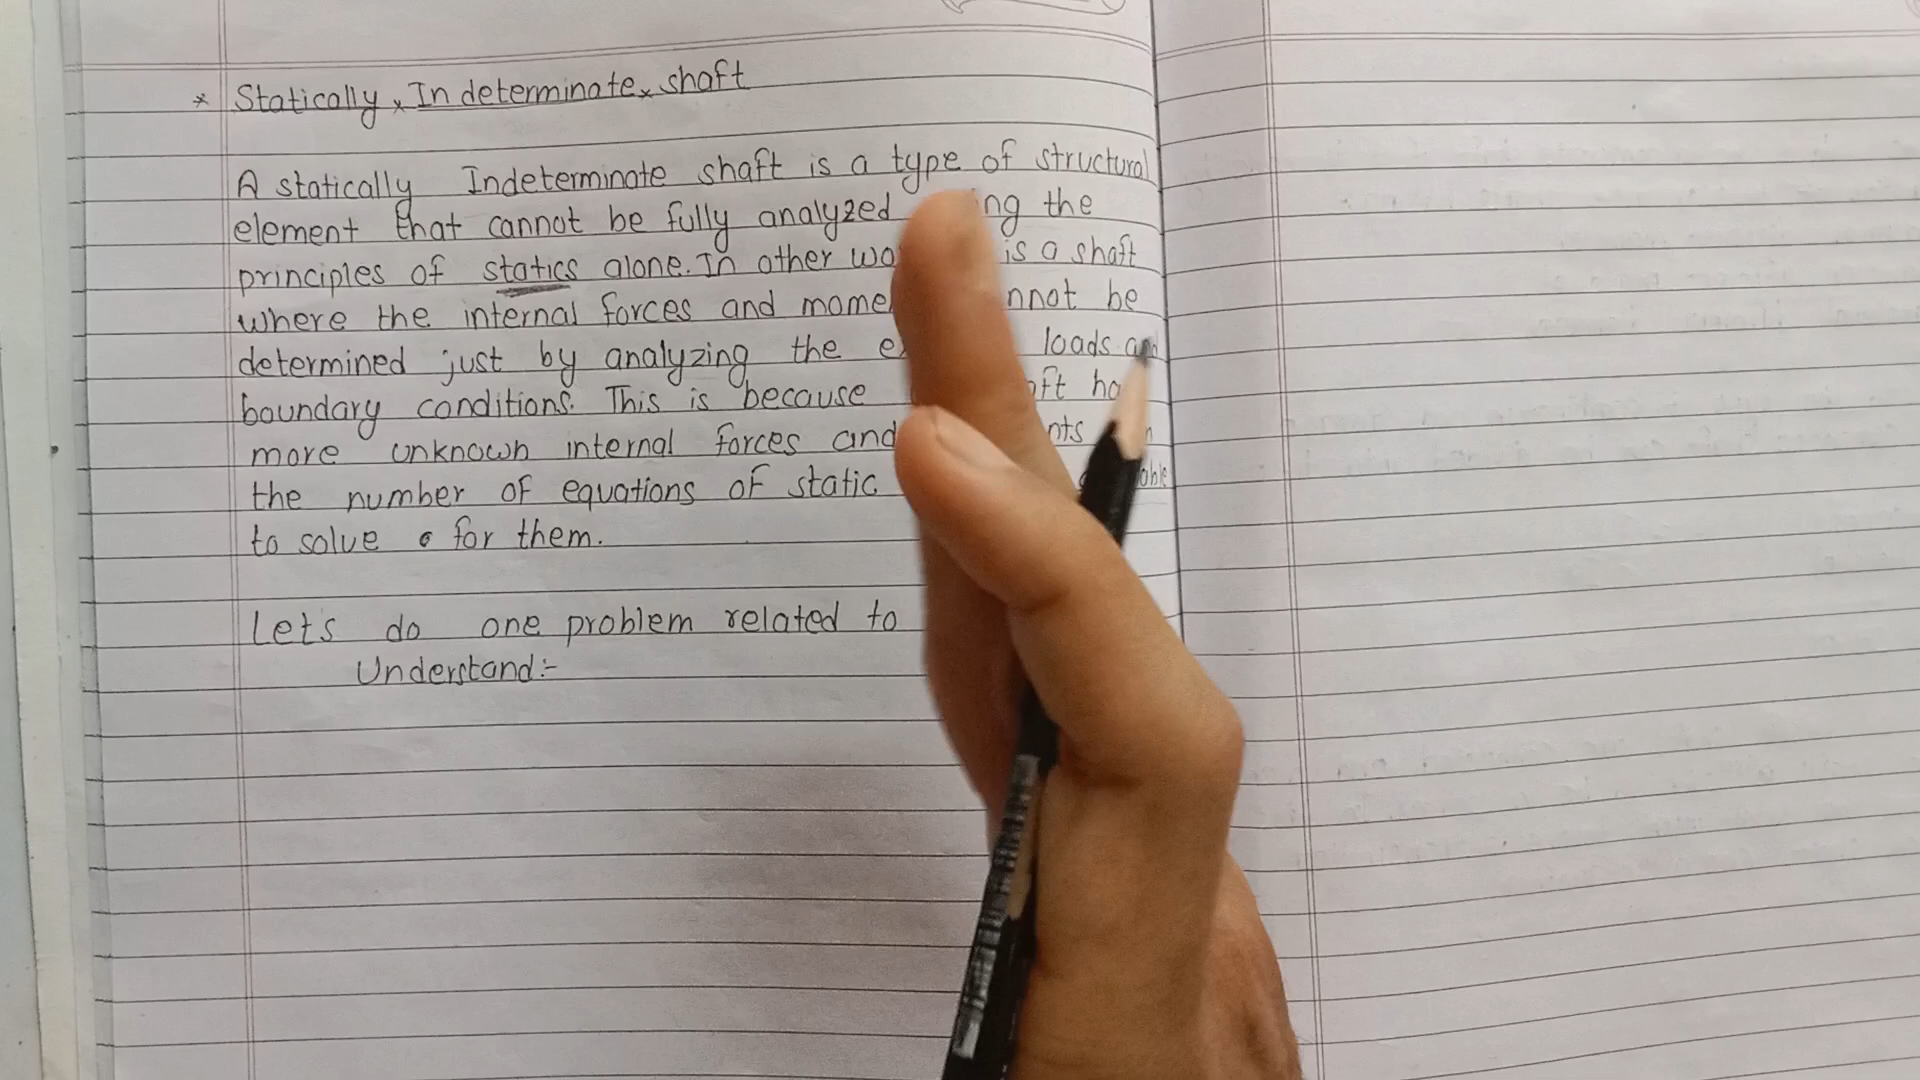 * Statically x Indeterminate x shaft
A statically Indeterminate shaft is a type of structural
element that cannot be fully analyzed the
principles of statics alone. In other is a shaft
where the internal forces and be
determined just by analyzing the loads and
boundary conditions. This is because
more unknown internal forces and
the number of equations of static
to solve for them.
Lets do one problem related to
Understand:-